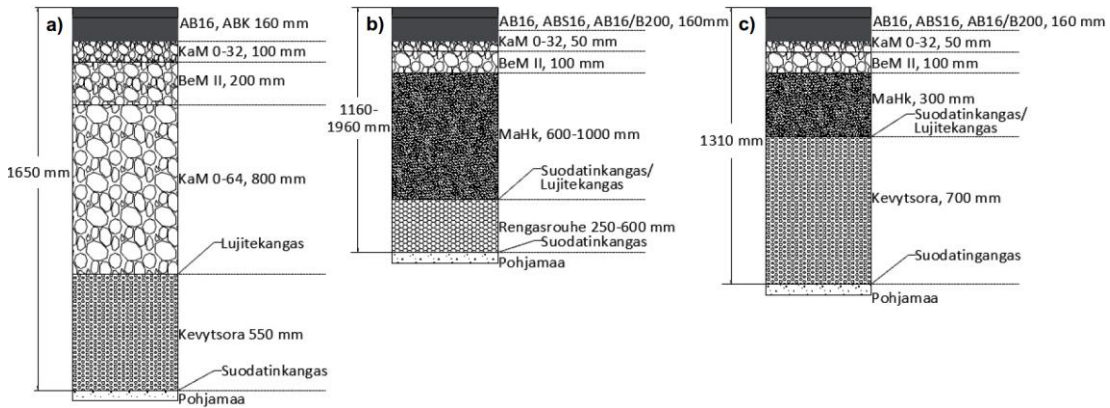 a)
AB16, ABK 160 mm
KaM 0-32, 100 mm
BeM II, 200 mm
1650 mm
KaM 0-64, 800 mm
Lujitekangas
Kevytsora 550 mm
Suodatinkangas
Pohjamaa
b)
AB16, ABS16, AB16/B200, 160mm
KaM 0-32, 50 mm
BeM II, 100 mm
1160-
1960 mm
MaHk, 600-1000 mm
Suodatinkangas/
Lujitekangas
Rengasrouhe 250-600 mm
Suodatinkangas
Pohjamaa
c)
AB16, ABS16, AB16/B200, 160 mm
KaM 0-32, 50 mm
BeM II, 100 mm
MaHk, 300 mm
Suodatinkangas/
Lujitekangas
1310 mm
Kevytsora, 700 mm
Suodatingangas
Pohjamaa